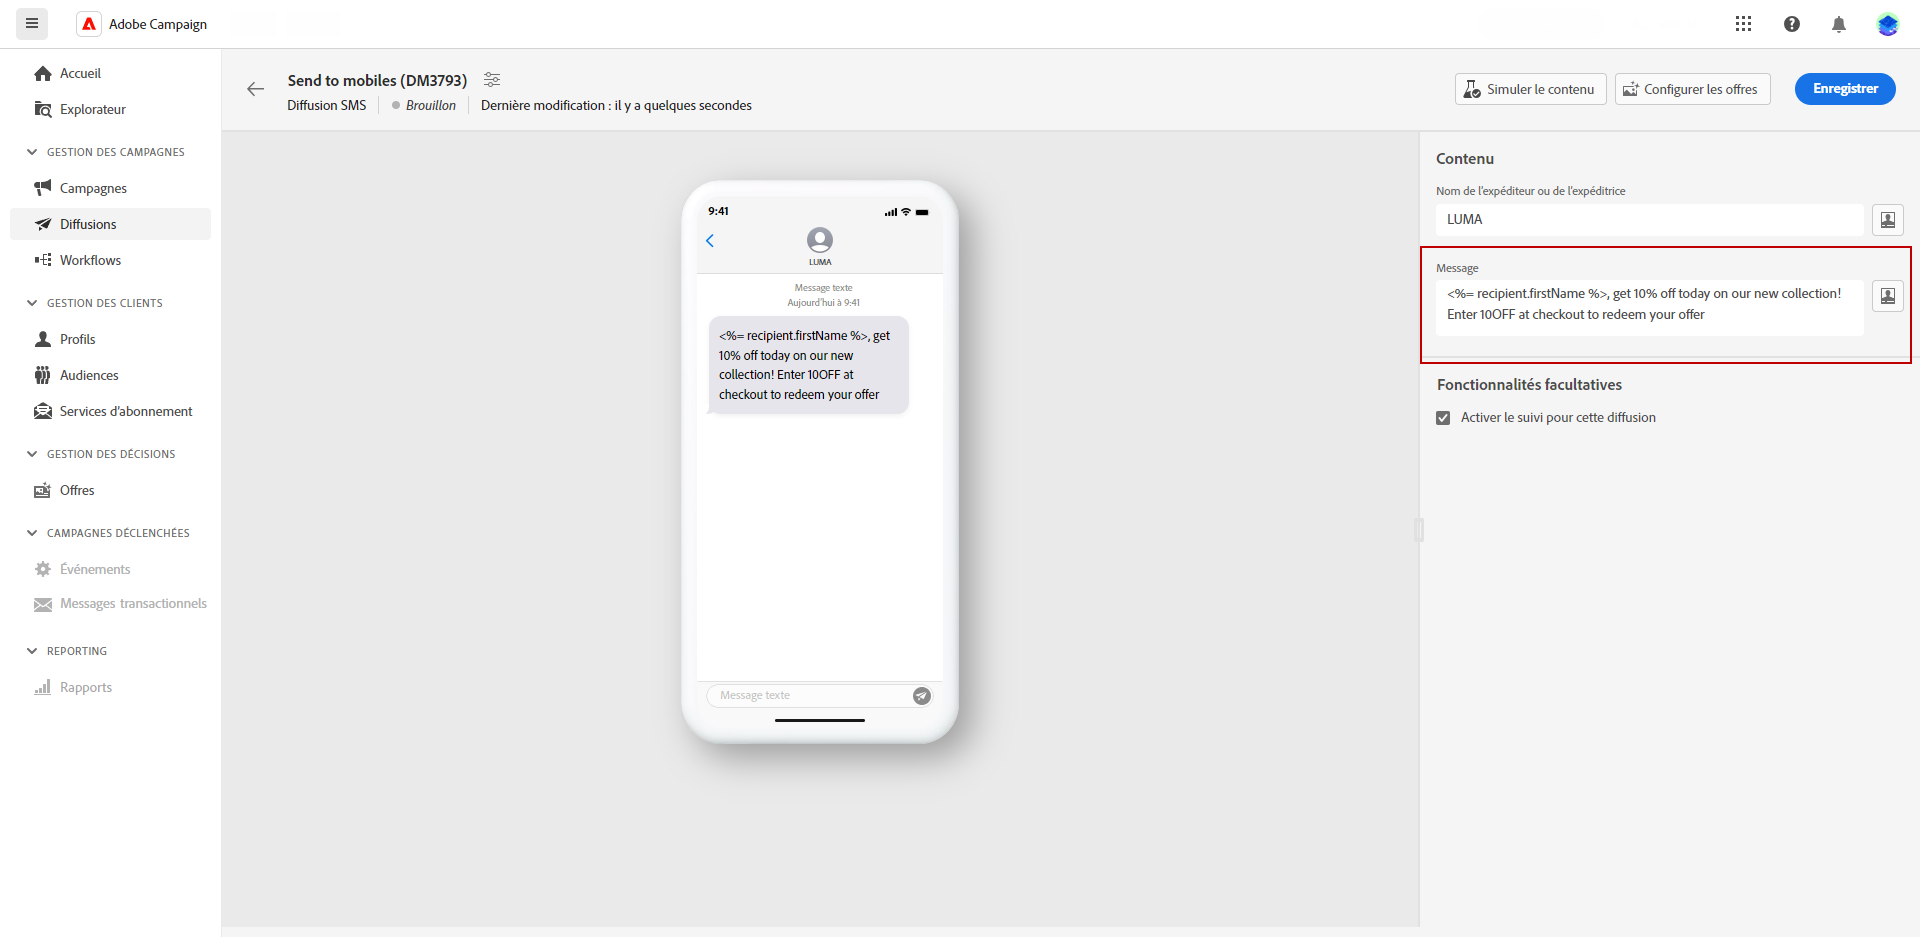 Adobe Campaign
Accueil
Explorateur
GESTION DES CAMPAGNES
Campagnes
Diffusions
Workflows
GESTION DES CLIENTS
Profils
Audiences
Services d'abonnement
GESTION DES DÉCISIONS
Offres
CAMPAGNES DÉCLENCHÉES
Événements
Messages transactionnels
REPORTING
Rapports
Send to mobiles (DM3793)
Diffusion SMS
Brouillon
Dernière modification : il y a quelques secondes
Simuler le contenu
Configurer les offres
Enregistrer
9:41
LUMA
Message texte
Aujourd'hui à 9:41
<%= recipient.firstName %>, get
10% off today on our new
collection! Enter 10OFF at
checkout to redeem your offer
Message texte
Contenu
Nom de l'expéditeur ou de l'expéditrice
LUMA
Message
<%= recipient.firstName %>, get 10% off today on our new collection!
Enter 10OFF at checkout to redeem your offer
Fonctionnalités facultatives
Activer le suivi pour cette diffusion